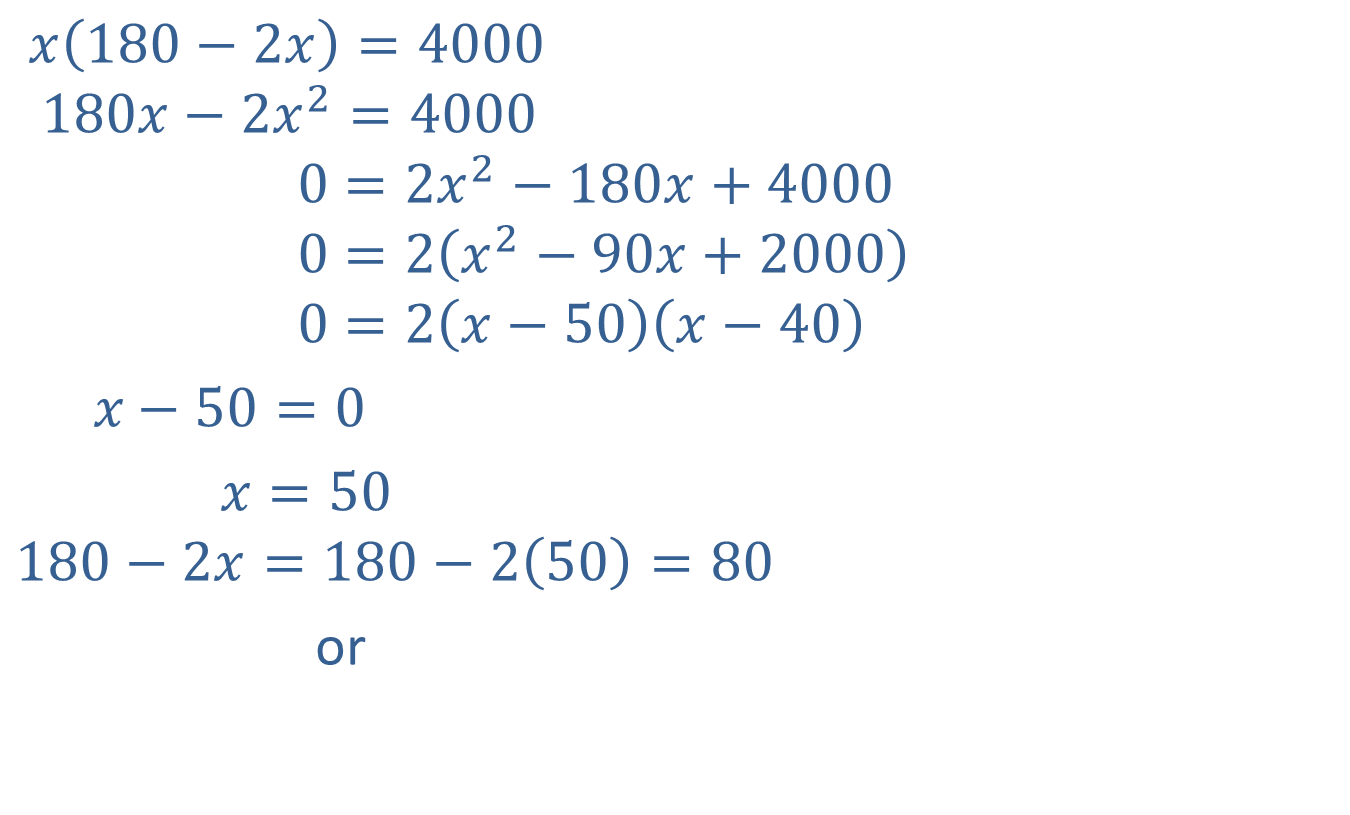 x(180 − 2x) = 4000
180x − 2x² = 4000
0 = 2x² − 180x + 4000
0 = 2(x² − 90x + 2000)
0 = 2(x − 50)(x − 40)
x − 50 = 0
x = 50
180 − 2x = 180 − 2(50) = 80
or